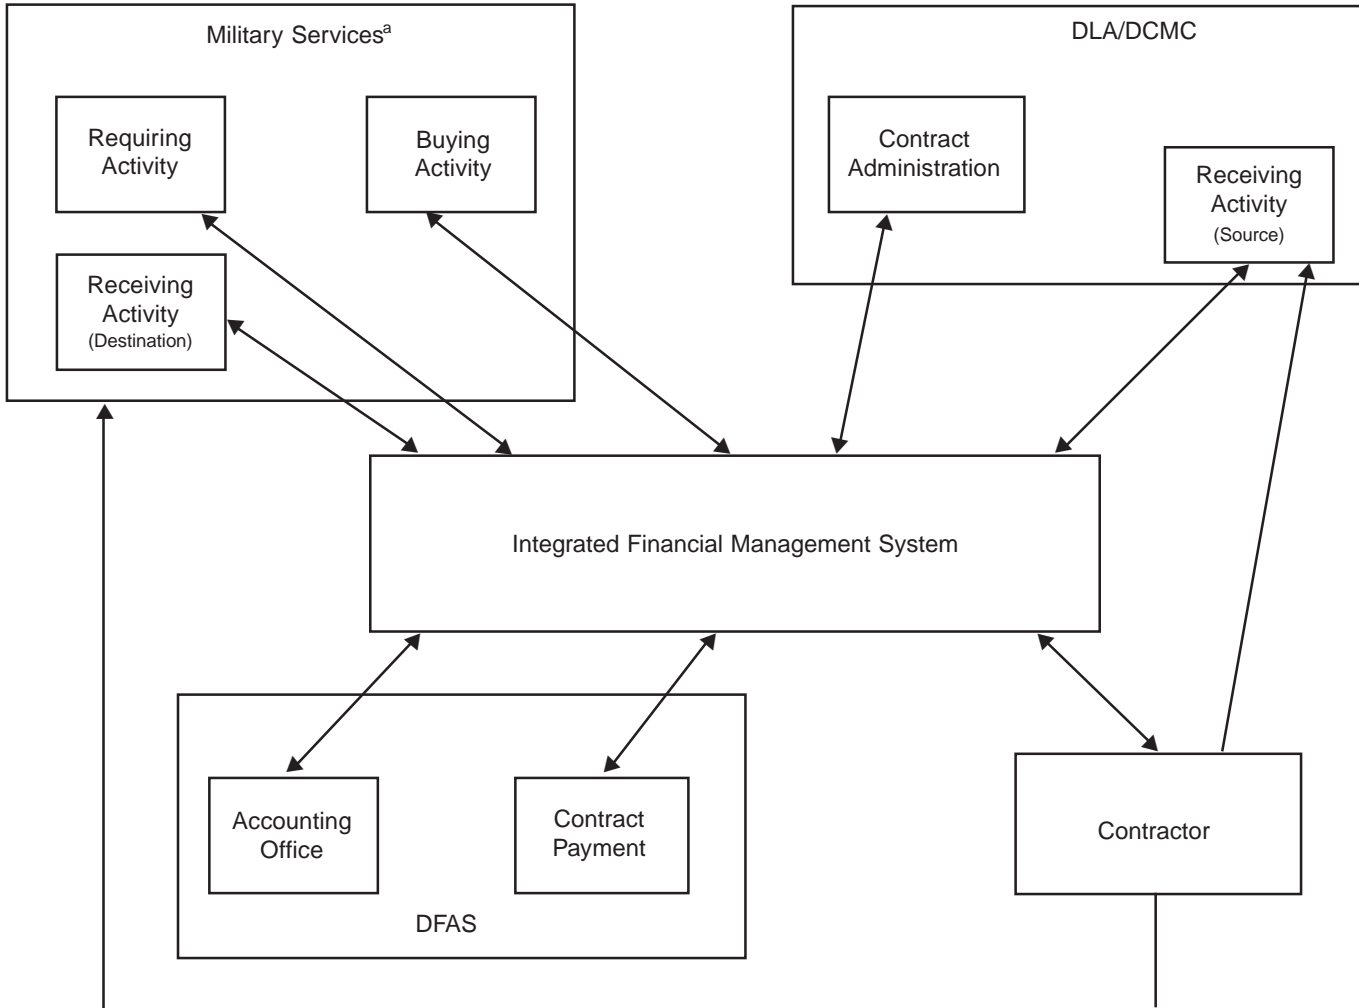 Military Services^a
Requiring
Activity
Buying
Activity
Receiving
Activity
(Destination)
DLA/DCMC
Contract
Administration
Receiving
Activity
(Source)
Integrated Financial Management System
Accounting
Office
Contract
Payment
DFAS
Contractor